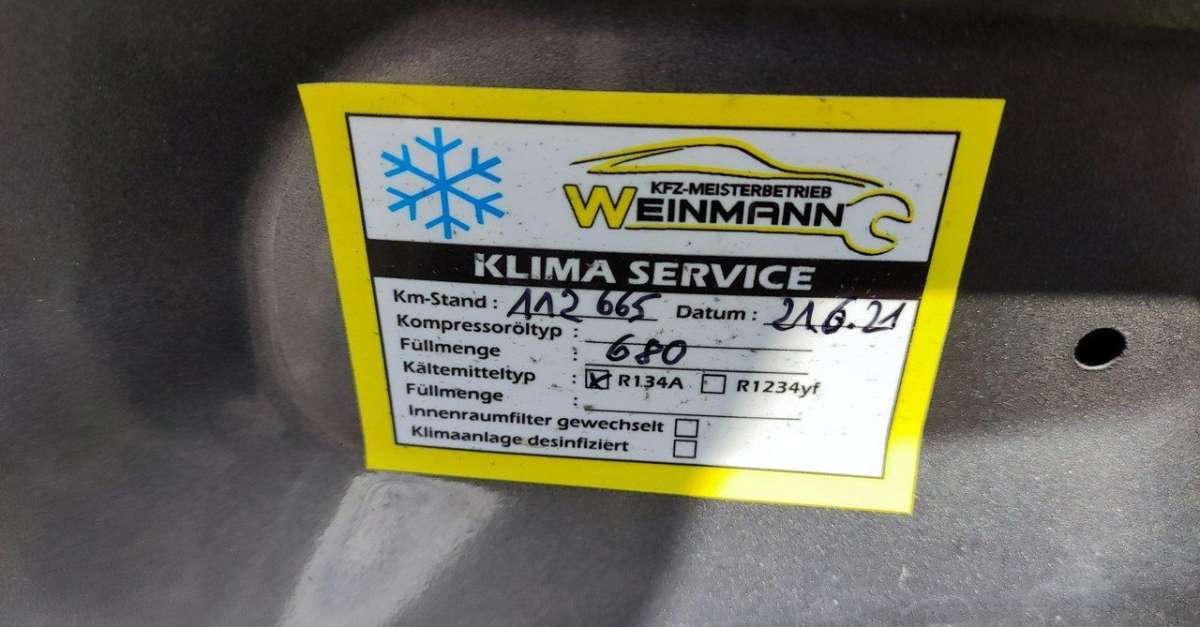 KFZ-MEISTERBETRIEB
WEINMANN
KLIMA SERVICE
Km-Stand : 112 665 Datum : 21.6.21
Kompressoröltyp :
Füllmenge : 680
Kältemitteltyp : R134A R1234yf
Füllmenge :
Innenraumfilter gewechselt
Klimaanlage desinfiziert